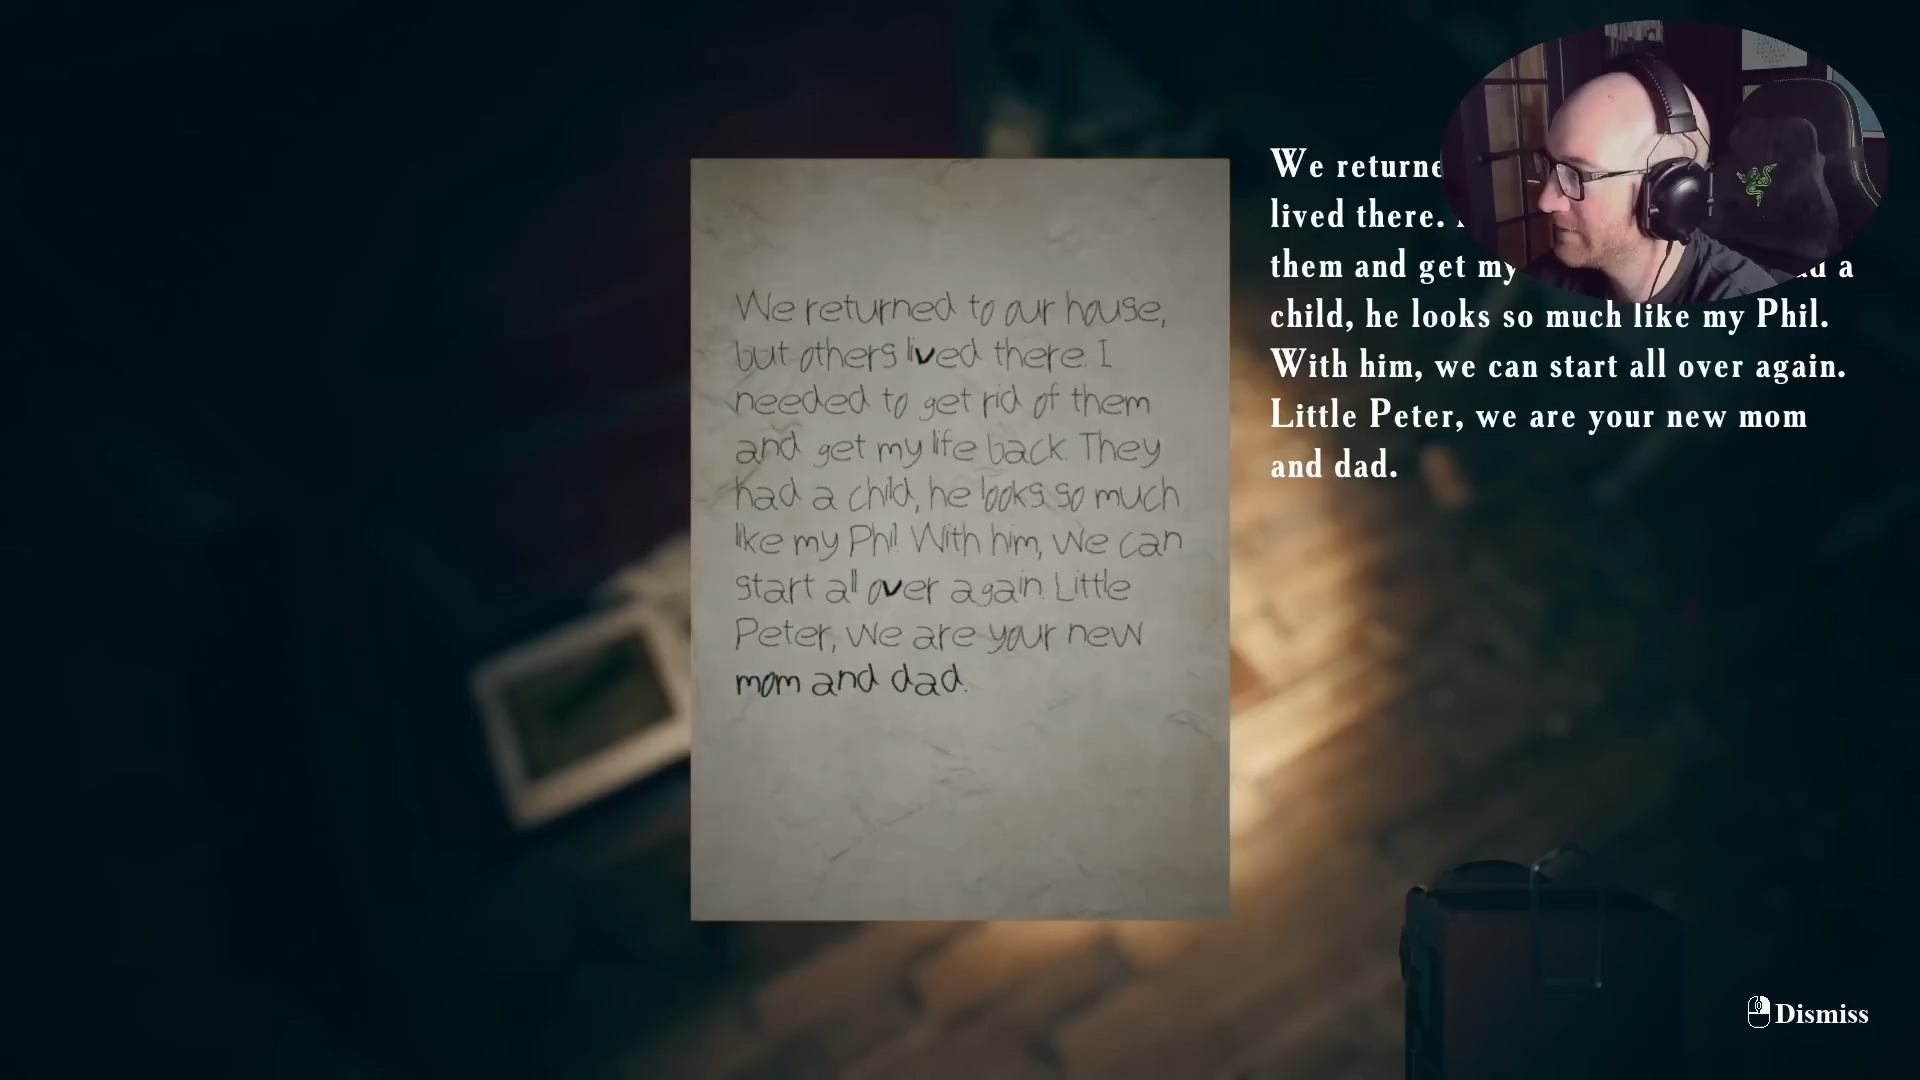 We returned to our house,
but others lived there. I
needed to get rid of them
and get my life back. They
had a child, he looks so much
like my Phil. With him, we can
start all over again. Little
Peter, we are your new
mom and dad.
We
lived there.
them and get my a
child, he looks so much like my Phil.
With him, we can start all over again.
Little Peter, we are your new mom
and dad.
Dismiss